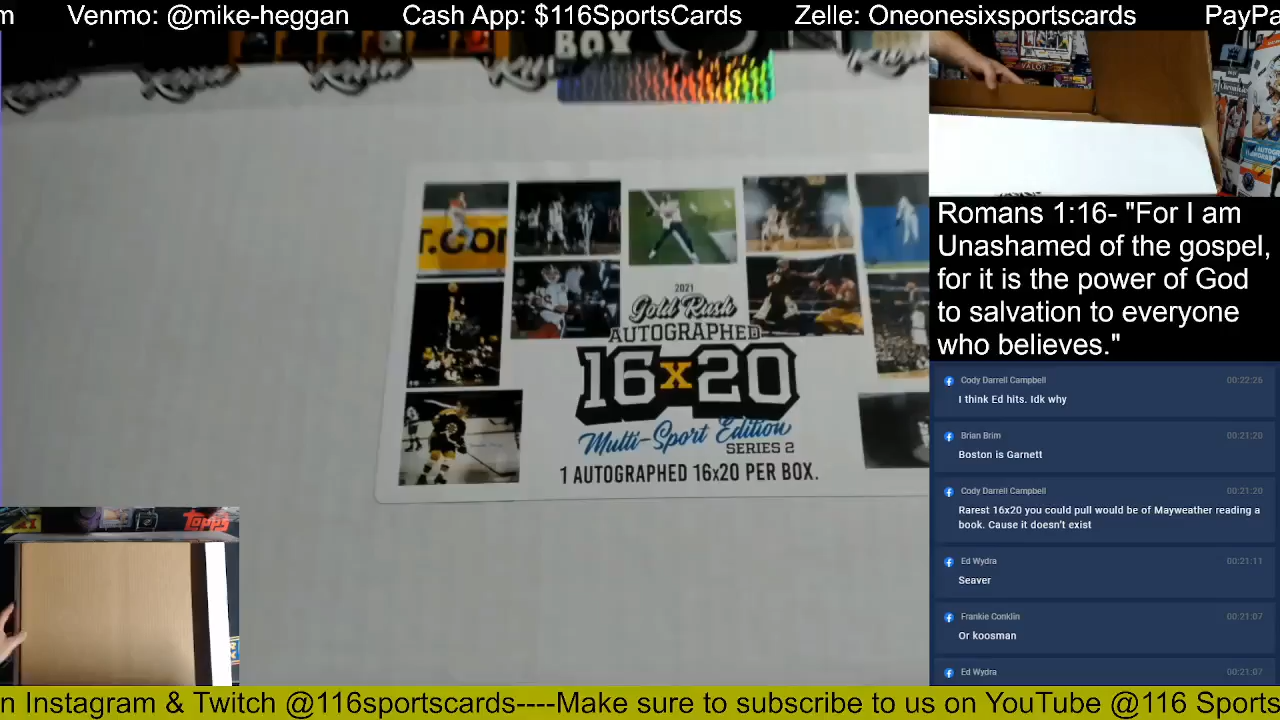 m Venmo: @mike-heggan Cash App: $116SportsCards Zelle: Oneonesixsportscards PayPa
BOX
VALOR
T.CO
2021
Gold Rush
AUTOGRAPHED
16x20
Multi-Sport Edition
SERIES 2
1 AUTOGRAPHED 16x20 PER BOX.
Romans 1:16- "For I am
Unashamed of the gospel,
for it is the power of God
to salvation to everyone
who believes."
Cody Darrell Campbell 00:22:26
I think Ed hits. Idk why
Brian Brim 00:21:20
Boston is Garnett
Cody Darrell Campbell 00:21:20
Rarest 16x20 you could pull would be of Mayweather reading a
book. Cause it doesn't exist
Ed Wydra 00:21:11
Seaver
Frankie Conklin 00:21:07
Or koosman
Ed Wydra 00:21:07
Topps
n Instagram & Twitch @116sportscards----Make sure to subscribe to us on YouTube @116 Sports